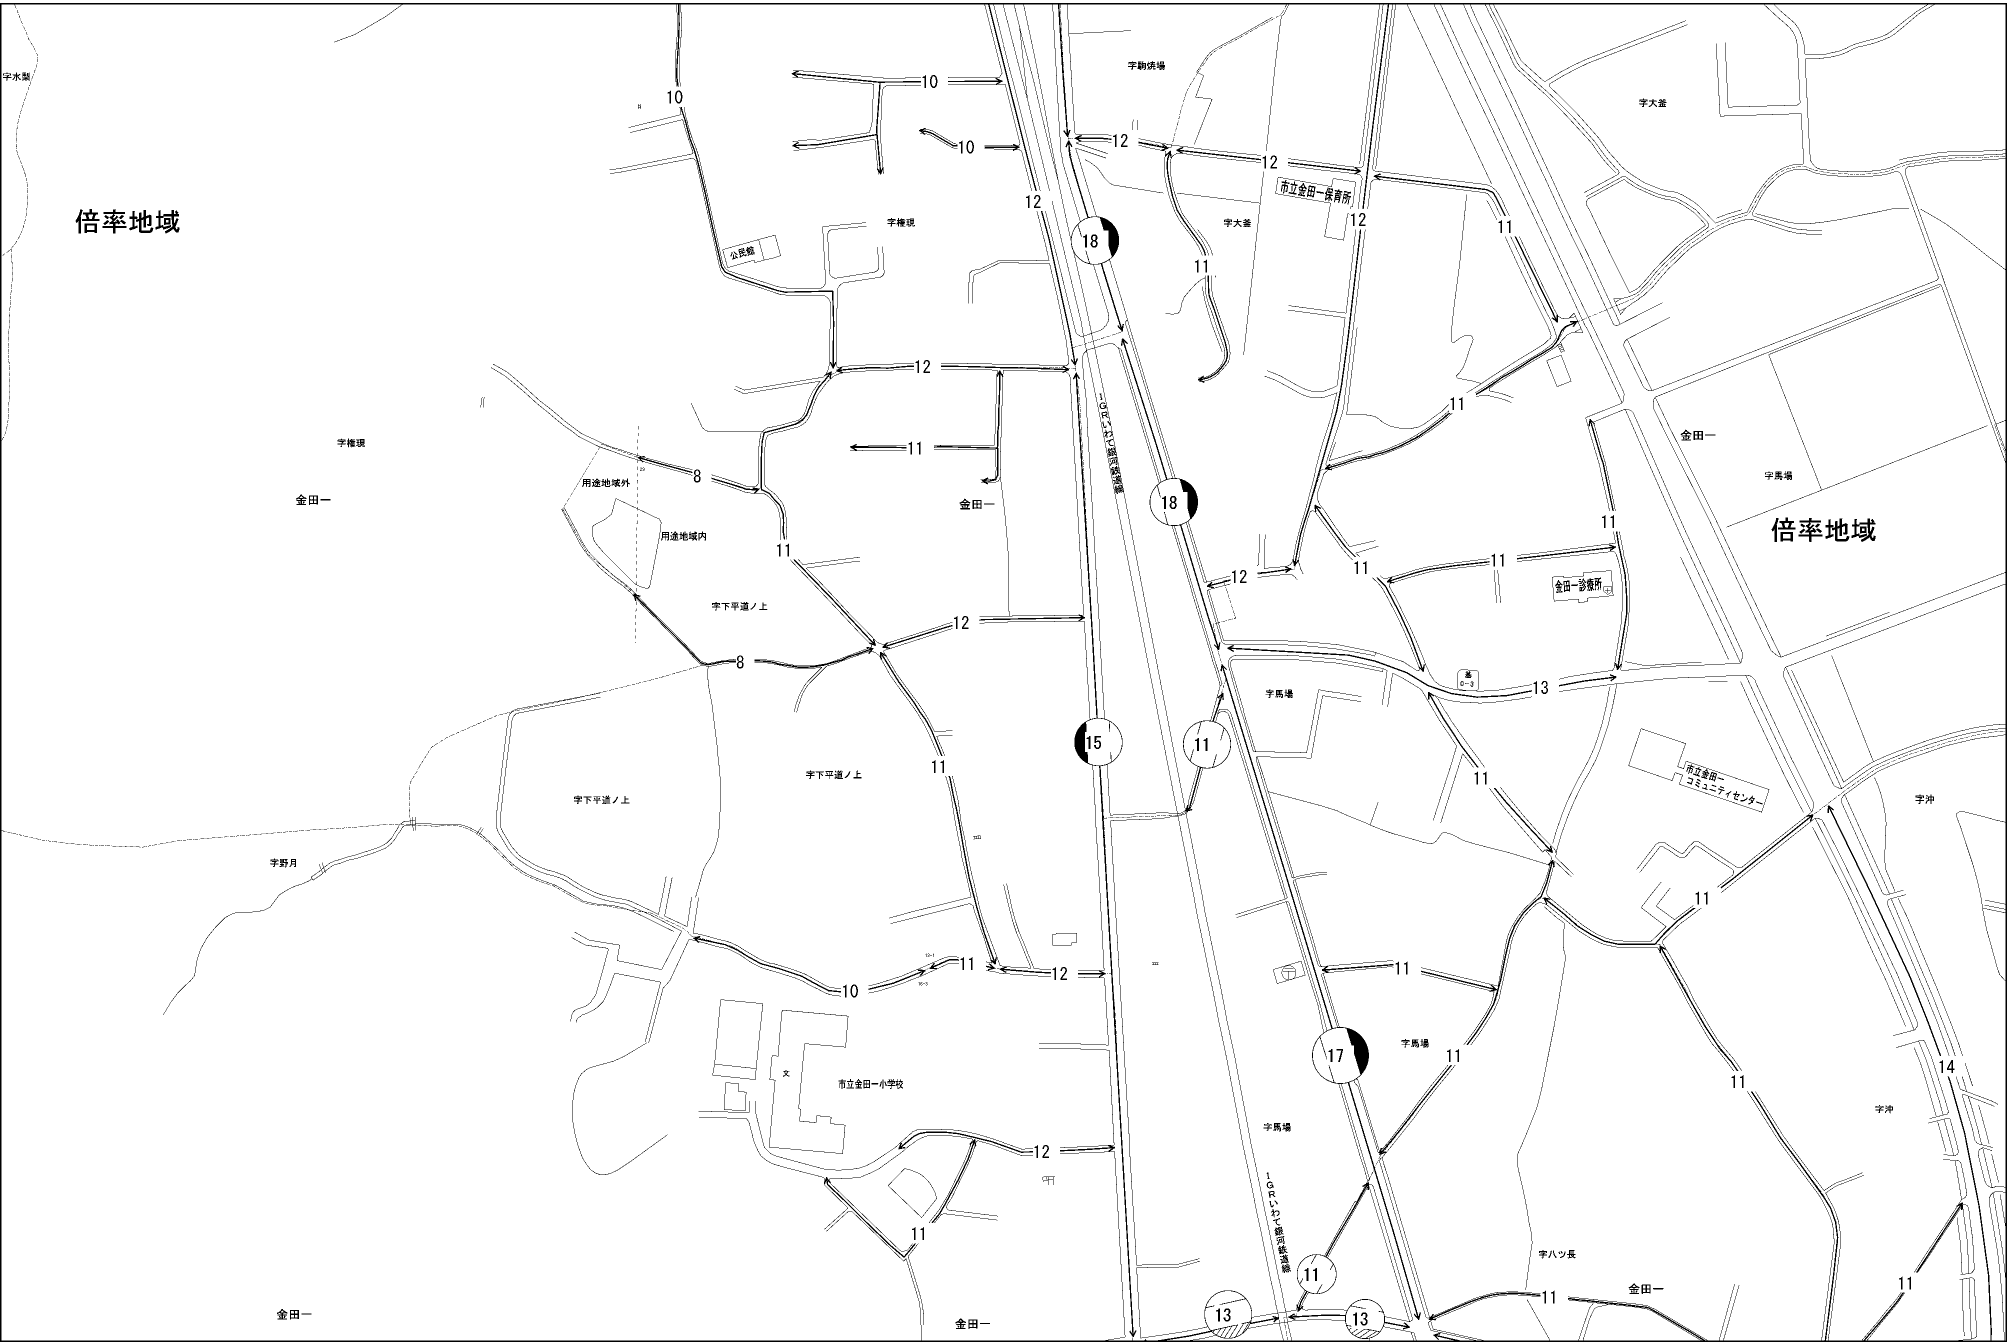 字水梨
字駒焼場
字大釜
10
10
12
12
10
市立金田一保育所
12
12
倍率地域
字権現
字大釜
11
18
公民館
11
12
11
IGRいわて銀河鉄道線
金田一
字権現
11
8
字馬場
用途地域外
金田一
金田一
18
11
倍率地域
用途地域内
11
11
11
12
金田一診療所
字下平道ノ上
12
8
墓
0-3
13
字馬場
15
11
11
11
市立金田一
コミュニティセンター
字下平道ノ上
字下平道ノ上
字沖
字野月
11
11
12
11
10
字馬場
17
11
14
文
市立金田一小学校
11
字沖
字馬場
12
IGRいわて銀河鉄道線
11
字八ツ長
11
11
金田一
11
金田一
13
13
金田一